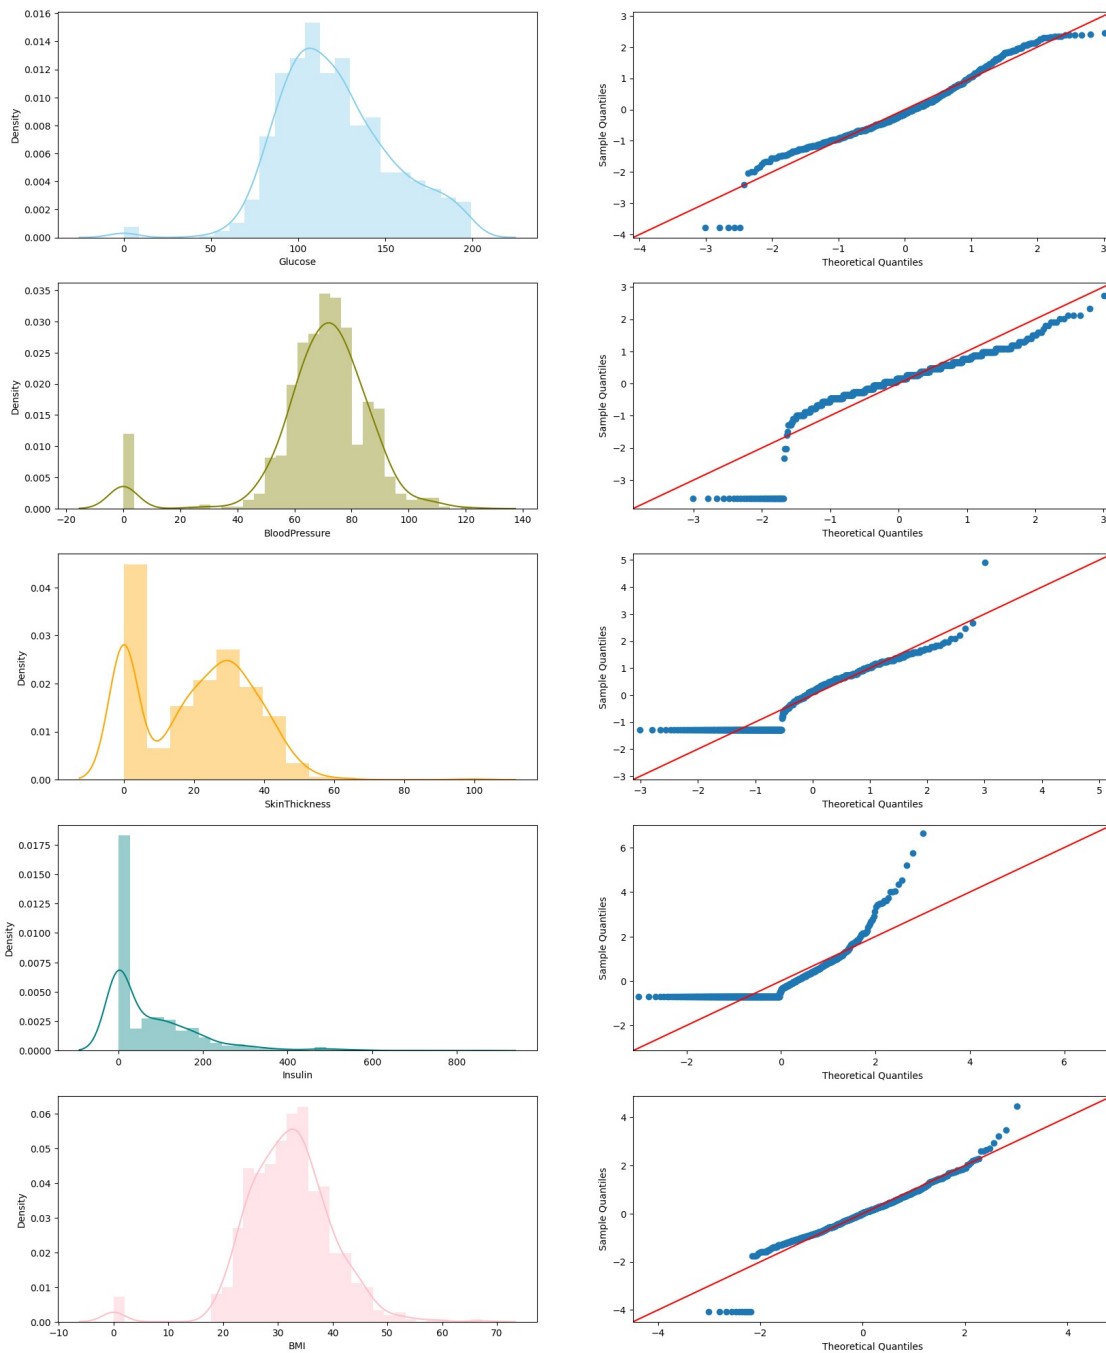 0.016
0.014
0.012
0.010
0.008
0.006
0.004
0.002
0.000
Density
0 50 100 150 200
Glucose
3
2
1
0
−1
−2
−3
−4
Sample Quantiles
−4 −3 −2 −1 0 1 2 3
Theoretical Quantiles
0.035
0.030
0.025
0.020
0.015
0.010
0.005
0.000
Density
−20 0 20 40 60 80 100 120 140
BloodPressure
3
2
1
0
−1
−2
−3
Sample Quantiles
−3 −2 −1 0 1 2 3
Theoretical Quantiles
0.04
0.03
0.02
0.01
0.00
Density
0 20 40 60 80 100
SkinThickness
5
4
3
2
1
0
−1
−2
−3
Sample Quantiles
−3 −2 −1 0 1 2 3 4 5
Theoretical Quantiles
0.0175
0.0150
0.0125
0.0100
0.0075
0.0050
0.0025
0.0000
Density
0 200 400 600 800
Insulin
6
4
2
0
−2
Sample Quantiles
−2 0 2 4 6
Theoretical Quantiles
0.06
0.05
0.04
0.03
0.02
0.01
0.00
Density
−10 0 10 20 30 40 50 60 70
BMI
4
2
0
−2
−4
Sample Quantiles
−4 −2 0 2 4
Theoretical Quantiles